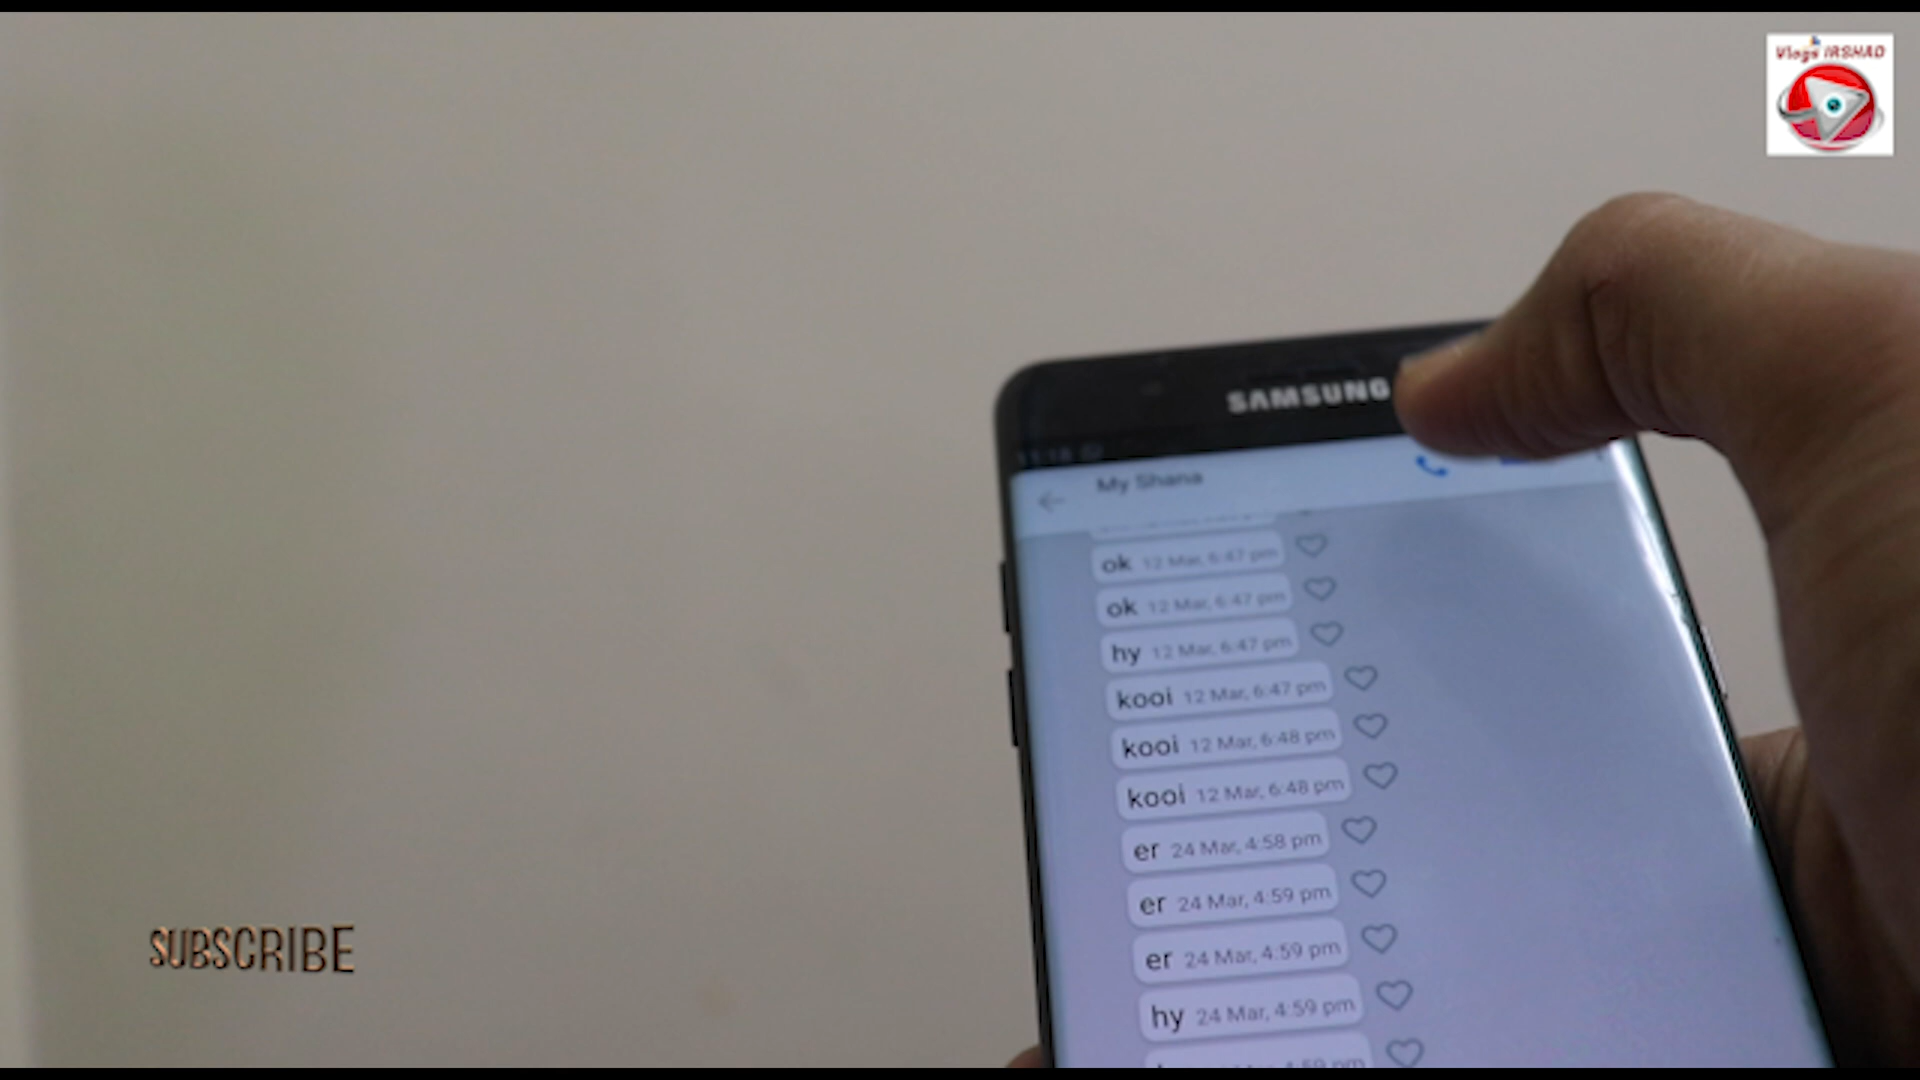 Vlogs IRSHAD
SAMSUNG
My Shana
ok 12 Mar, 6:47 pm
ok 12 Mar, 6:47 pm
hy 12 Mar, 6:47 pm
kooi 12 Mar, 6:47 pm
kooi 12 Mar, 6:48 pm
kooi 12 Mar, 6:48 pm
er 24 Mar, 4:58 pm
er 24 Mar, 4:59 pm
er 24 Mar, 4:59 pm
hy 24 Mar, 4:59 pm
4:59 pm
SUBSCRIBE